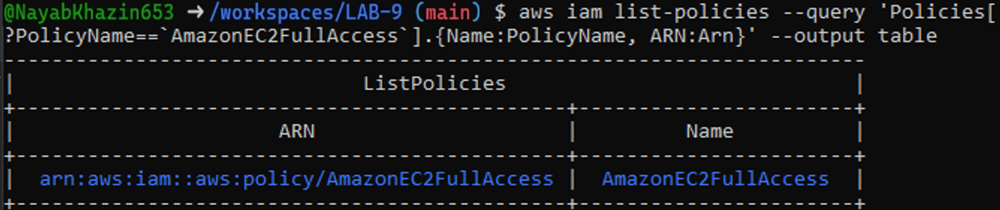 @NayabKhazin653 ➜ /workspaces/LAB-9 (main) $ aws iam list-policies --query 'Policies[
?PolicyName==`AmazonEC2FullAccess`].{Name:PolicyName, ARN:Arn}' --output table
-------------------------------------------------------------------------
|                             ListPolicies                              |
+-----------------------------------------------+-----------------------+
|                      ARN                      |         Name          |
+-----------------------------------------------+-----------------------+
|  arn:aws:iam::aws:policy/AmazonEC2FullAccess  |  AmazonEC2FullAccess  |
+-----------------------------------------------+-----------------------+